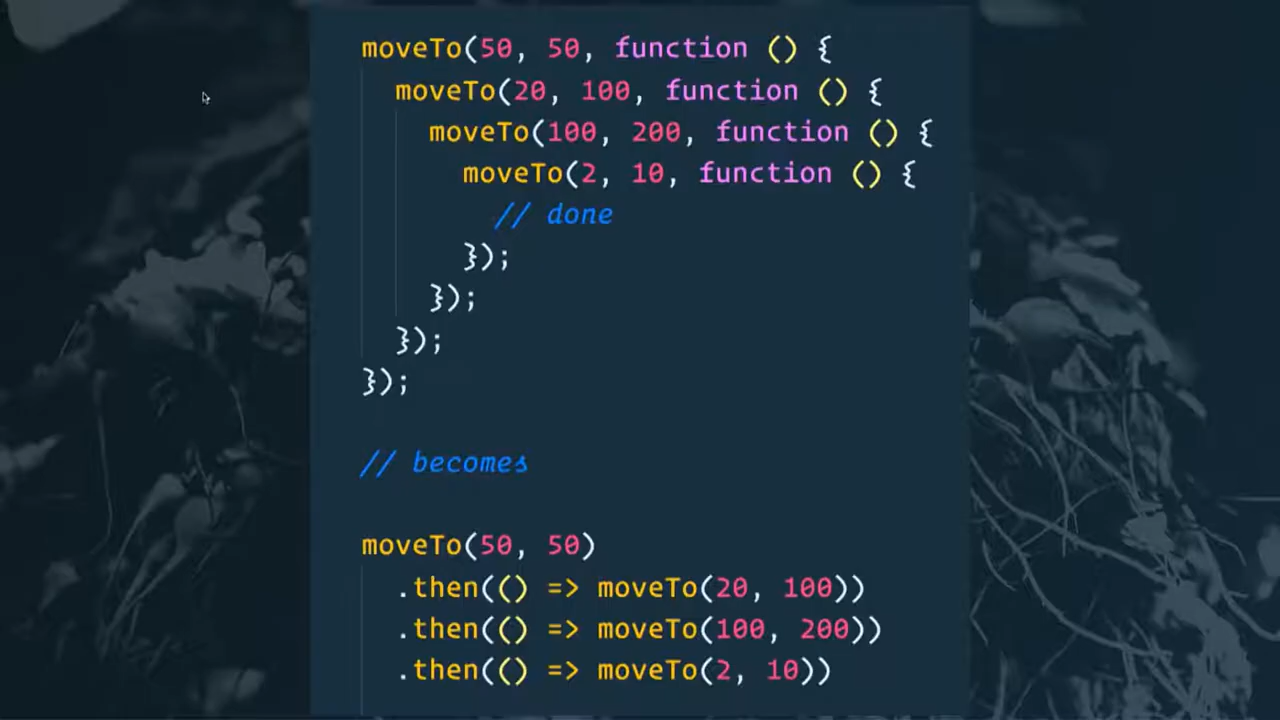 moveTo(50, 50, function () {
moveTo(20, 100, function () {
moveTo(100, 200, function () {
moveTo(2, 10, function () {
// done
});
});
});
});
// becomes
moveTo(50, 50)
.then(() => moveTo(20, 100))
.then(() => moveTo(100, 200))
.then(() => moveTo(2, 10))